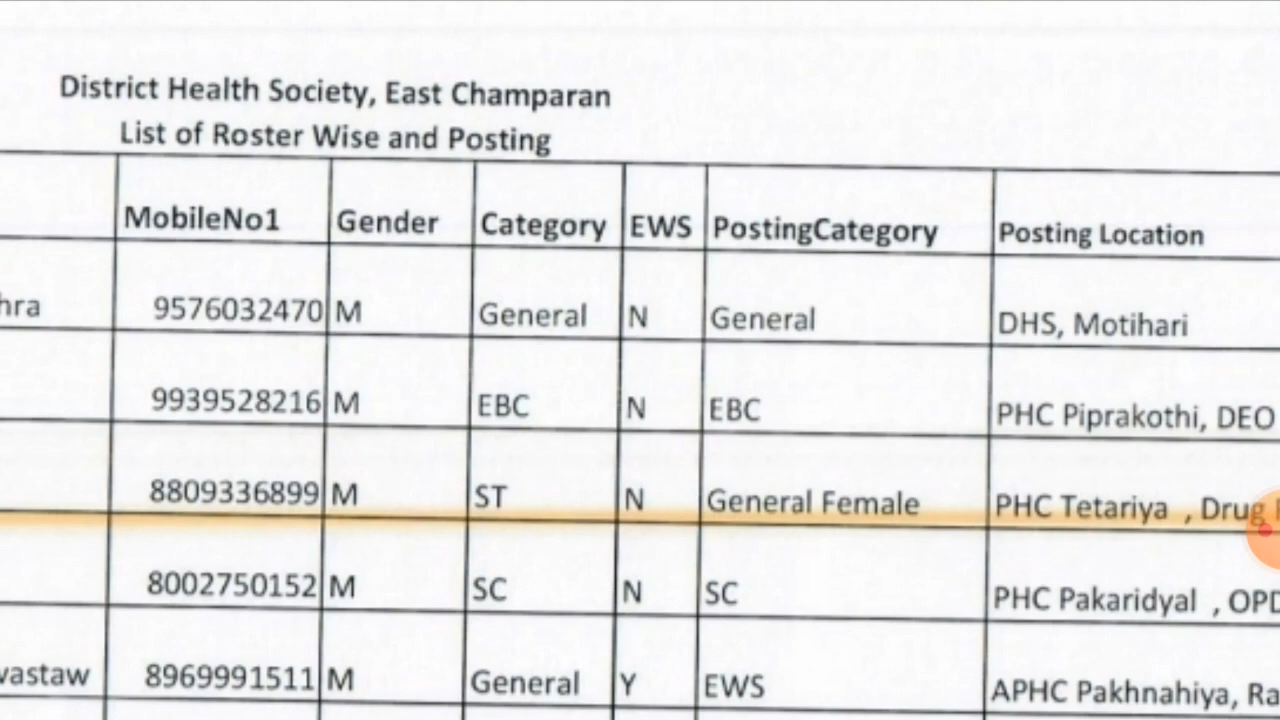 District Health Society, East Champaran
List of Roster Wise and Posting
MobileNo1 Gender Category EWS PostingCategory Posting Location
hra 9576032470 M General N General DHS, Motihari
9939528216 M EBC N EBC PHC Piprakothi, DEO
8809336899 M ST N General Female PHC Tetariya , Drug
8002750152 M SC N SC PHC Pakaridyal , OPD
vastaw 8969991511 M General Y EWS APHC Pakhnahiya, Ra